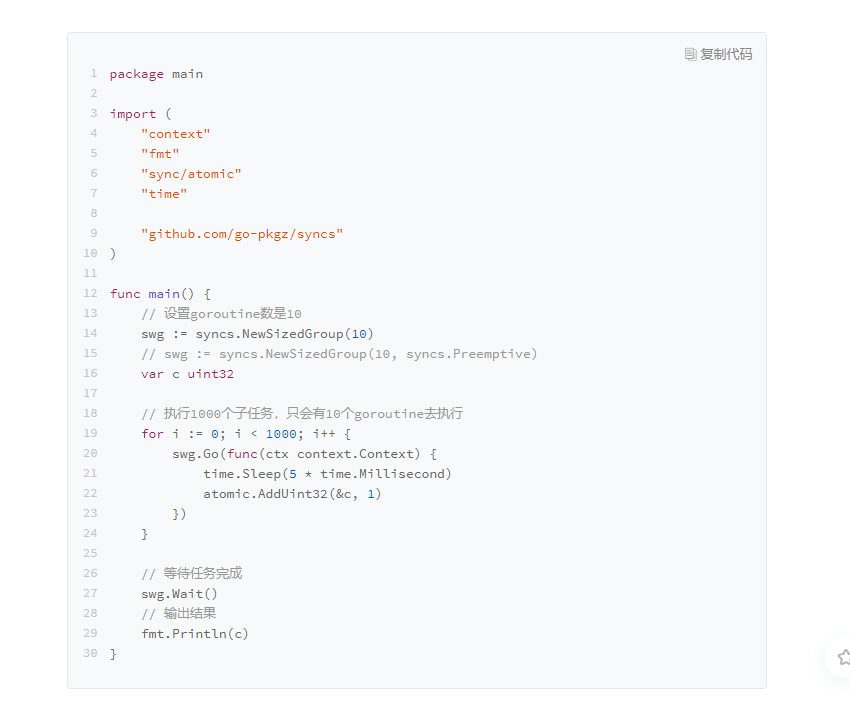 复制代码
1 package main
2
3 import (
4     "context"
5     "fmt"
6     "sync/atomic"
7     "time"
8
9     "github.com/go-pkgz/syncs"
10 )
11
12 func main() {
13     // 设置goroutine数是10
14     swg := syncs.NewSizedGroup(10)
15     // swg := syncs.NewSizedGroup(10, syncs.Preemptive)
16     var c uint32
17
18     // 执行1000个子任务，只会有10个goroutine去执行
19     for i := 0; i < 1000; i++ {
20         swg.Go(func(ctx context.Context) {
21             time.Sleep(5 * time.Millisecond)
22             atomic.AddUint32(&c, 1)
23         })
24     }
25
26     // 等待任务完成
27     swg.Wait()
28     // 输出结果
29     fmt.Println(c)
30 }